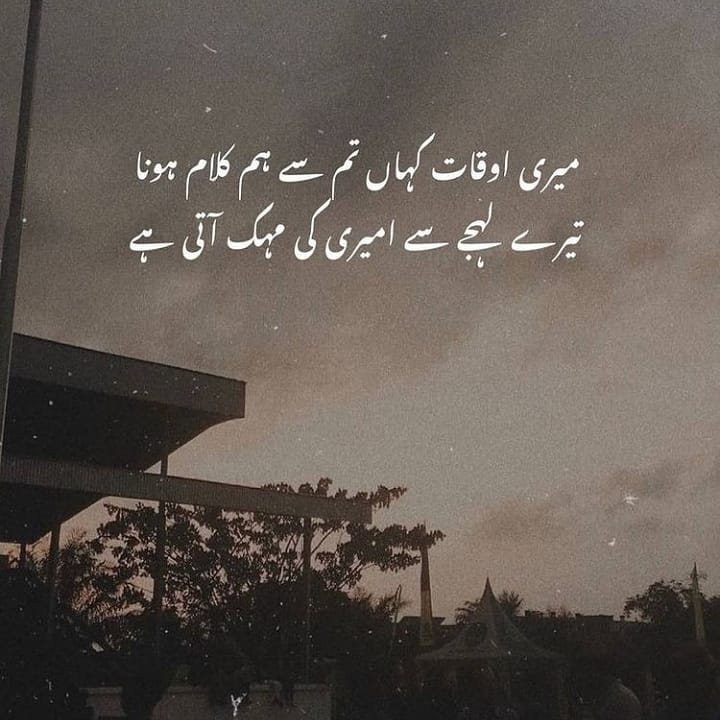 میری اوقات کہاں تم سے ہم کلام ہونا
تیرے لہجے سے امیری کی مہک آتی ہے